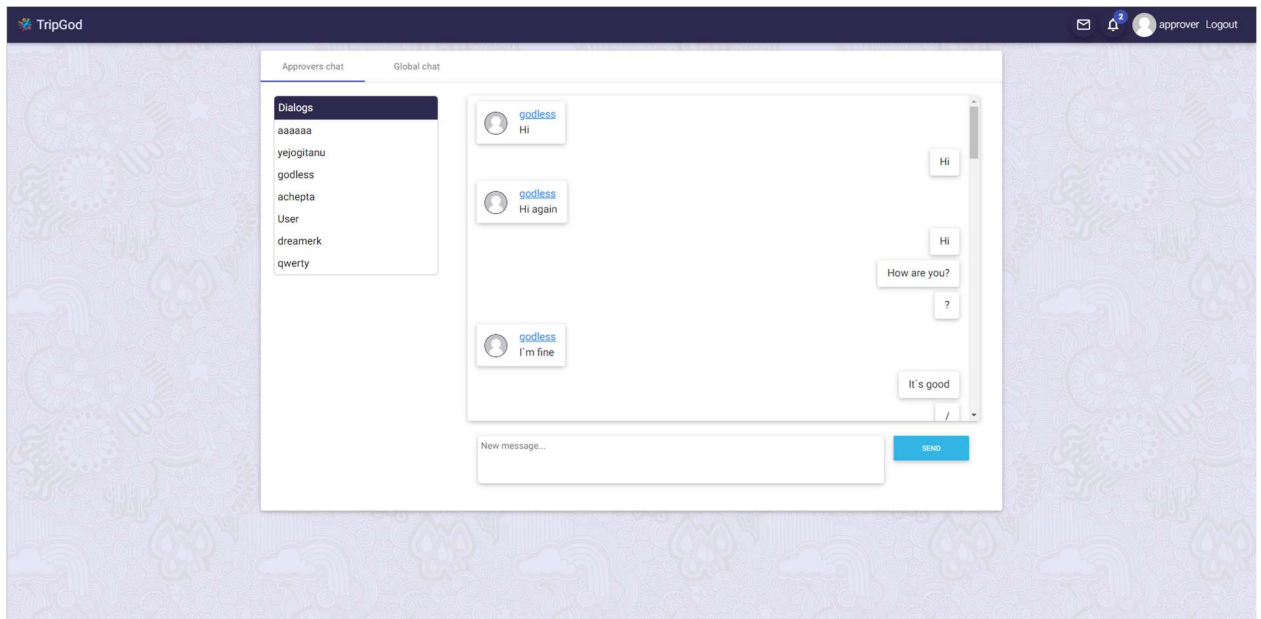 TripGod
2
approver Logout
Approvers chat Global chat
Dialogs
aaaaaa
yejogitanu
godless
achepta
User
dreamerk
qwerty
godless
Hi
Hi
godless
Hi again
Hi
How are you?
?
godless
I`m fine
It`s good
/
New message...
SEND